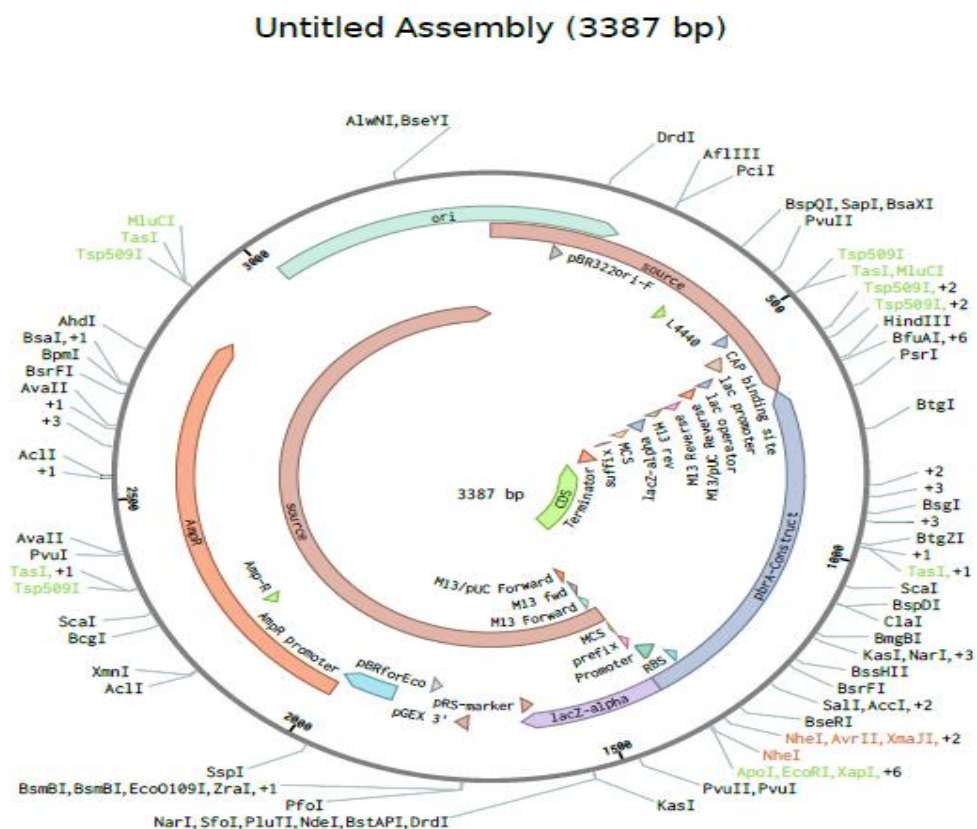 Untitled Assembly (3387 bp)
AlwNI,BseYI
DrdI
AflIII
PciI
BspQI, SapI, BsaXI
PvuII
Tsp509I
TasI,MluCI
Tsp509I, +2
Tsp509I, +2
HindIII
BfuAI, +6
PsrI
BtgI
+2
+3
BsgI
+3
BtgZI
+1
TasI, +1
ScaI
BspDI
ClaI
BmgBI
KasI, NarI, +3
BssHII
BsrFI
SalI, AccI, +2
BseRI
NheI, AvrII, XmaJI, +2
NheI
ApoI, EcoRI, XapI, +6
PvuII,PvuI
KasI
NarI, SfoI, PluTI, NdeI, BstAPI, DrdI
PfoI
BsmBI,BsmBI, EcoO109I, ZraI, +1
SspI
AclI
XmnI
BcgI
ScaI
Tsp509I
TasI, +1
PvuI
AvaII
+1
AclI
+3
+1
AvaII
BsrFI
BpmI
BsaI, +1
AhdI
Tsp509I
TasI
MluCI
500
1000
1500
2000
2500
3000
ori
source
pBR322ori-F
L4440
CAP binding site
lac promoter
lac operator
M13/pUC Reverse
M13 Reverse
M13 rev
lacZ-alpha
MCS
suffix
Terminator
CDS
3387 bp
pbrA-Construct
source
AmpR
M13/pUC Forward
M13 fwd
M13 Forward
MCS
prefix
Promoter
RBS
lacZ-alpha
Amp-R
AmpR promoter
pBRforEco
pRS-marker
pGEX 3'